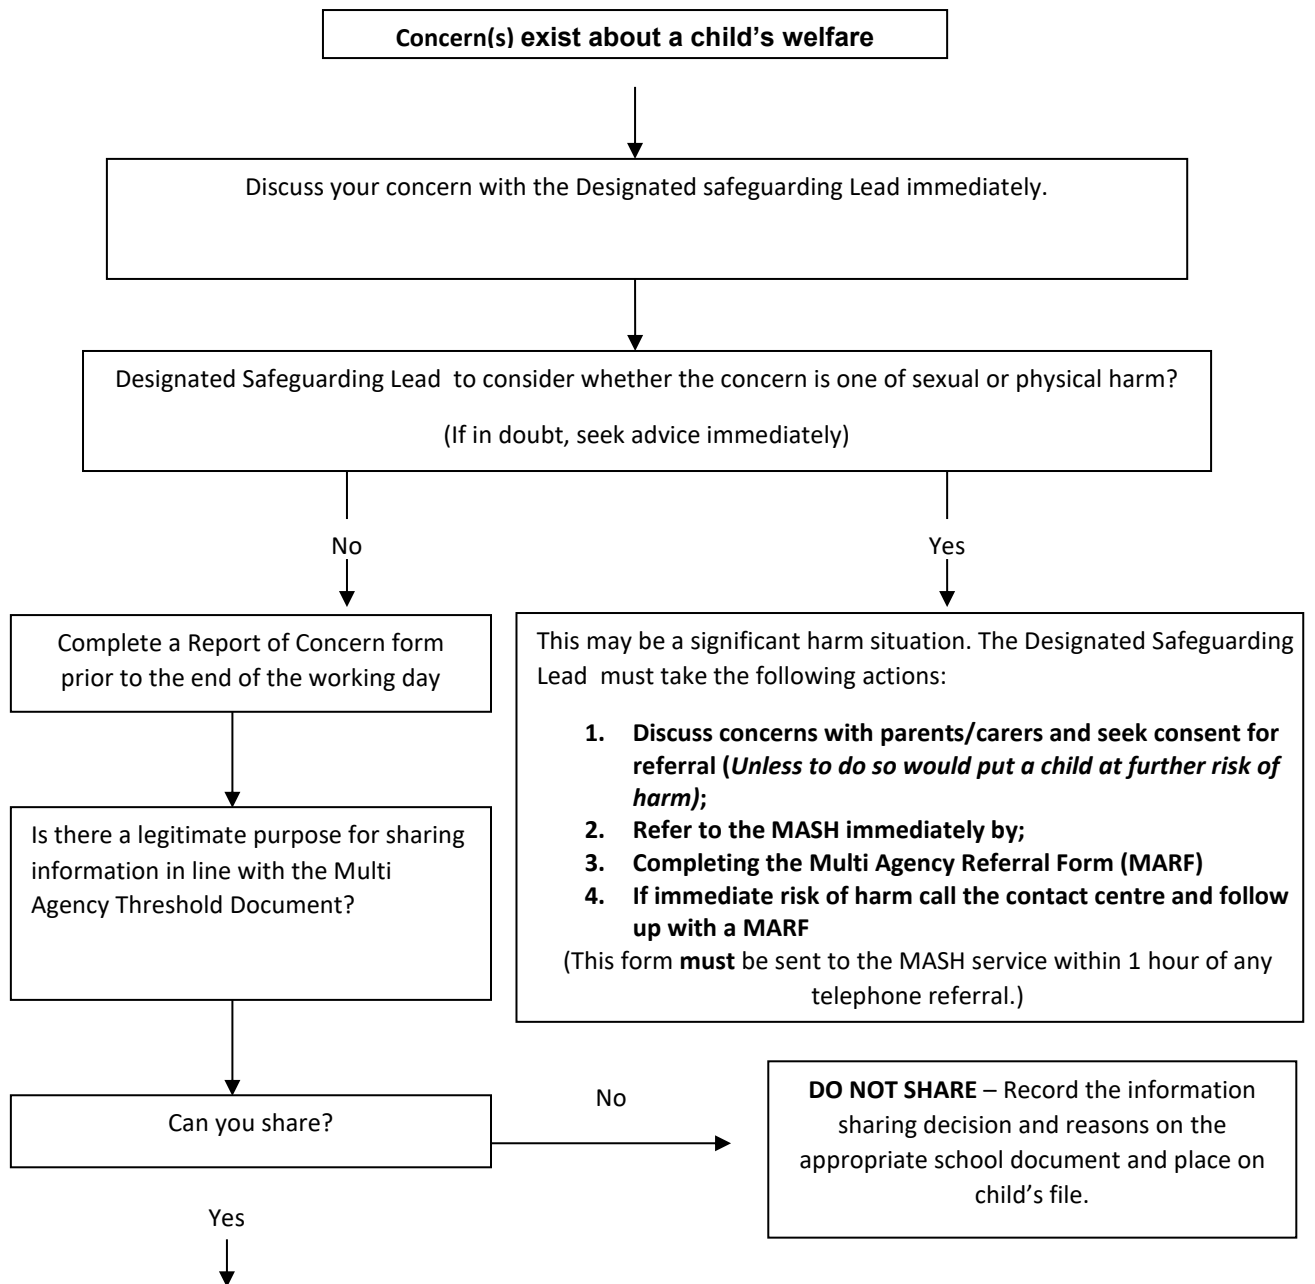 Concern(s) exist about a child’s welfare
Discuss your concern with the Designated safeguarding Lead immediately.
Designated Safeguarding Lead  to consider whether the concern is one of sexual or physical harm?
(If in doubt, seek advice immediately)
No
Yes
Complete a Report of Concern form
prior to the end of the working day
This may be a significant harm situation. The Designated Safeguarding
Lead  must take the following actions:
1. Discuss concerns with parents/carers and seek consent for
referral (Unless to do so would put a child at further risk of
harm);
2. Refer to the MASH immediately by;
3. Completing the Multi Agency Referral Form (MARF)
4. If immediate risk of harm call the contact centre and follow
up with a MARF
(This form must be sent to the MASH service within 1 hour of any
telephone referral.)
Is there a legitimate purpose for sharing
information in line with the Multi
Agency Threshold Document?
Can you share?
No
DO NOT SHARE – Record the information
sharing decision and reasons on the
appropriate school document and place on
child’s file.
Yes